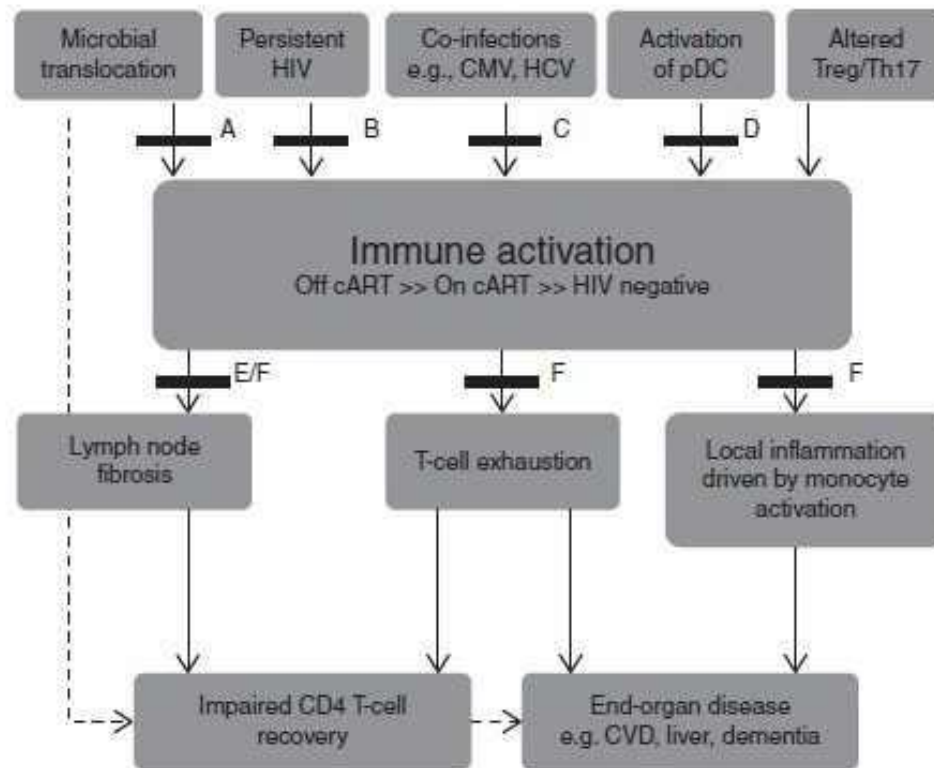 Microbial
translocation
Persistent
HIV
Co-infections
e.g., CMV, HCV
Activation
of pDC
Altered
Treg/Th17
A
B
C
D
Immune activation
Off cART >> On cART >> HIV negative
E/F
F
F
Lymph node
fibrosis
T-cell exhaustion
Local inflammation
driven by monocyte
activation
Impaired CD4 T-cell
recovery
End-organ disease
e.g. CVD, liver, dementia